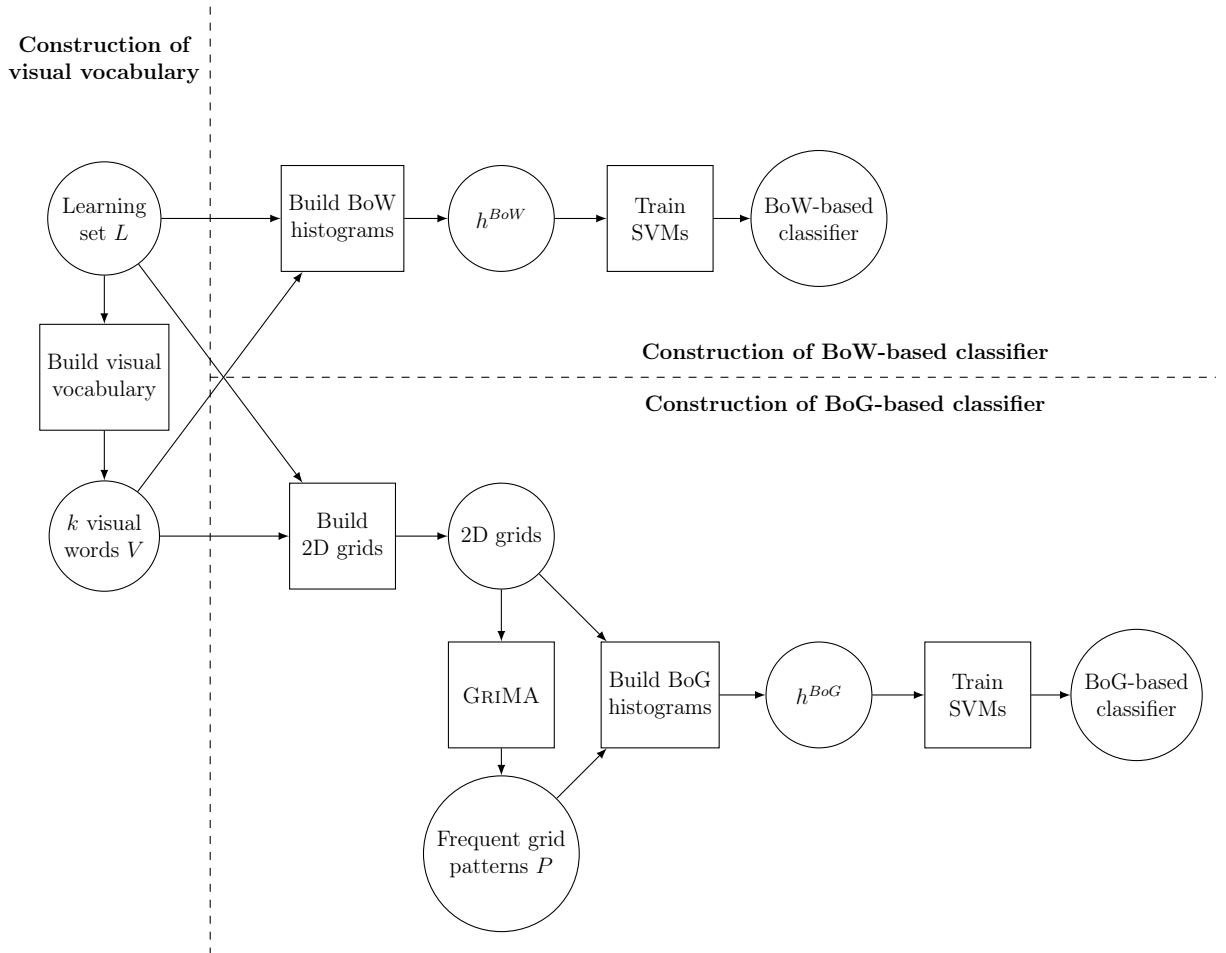 Construction of
visual vocabulary
Learning
set L
Build BoW
histograms
h^{BoW}
Train
SVMs
BoW-based
classifier
Build visual
vocabulary
Construction of BoW-based classifier
Construction of BoG-based classifier
k visual
words V
Build
2D grids
2D grids
GRIMA
Build BoG
histograms
h^{BoG}
Train
SVMs
BoG-based
classifier
Frequent grid
patterns P